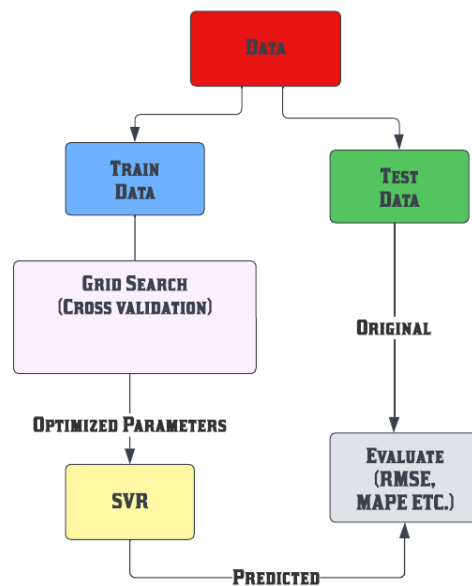 Data
Train
Data
Test
Data
Grid Search
(Cross validation)
Original
Optimized Parameters
SVR
Evaluate
(RMSE,
MAPE etc.)
Predicted